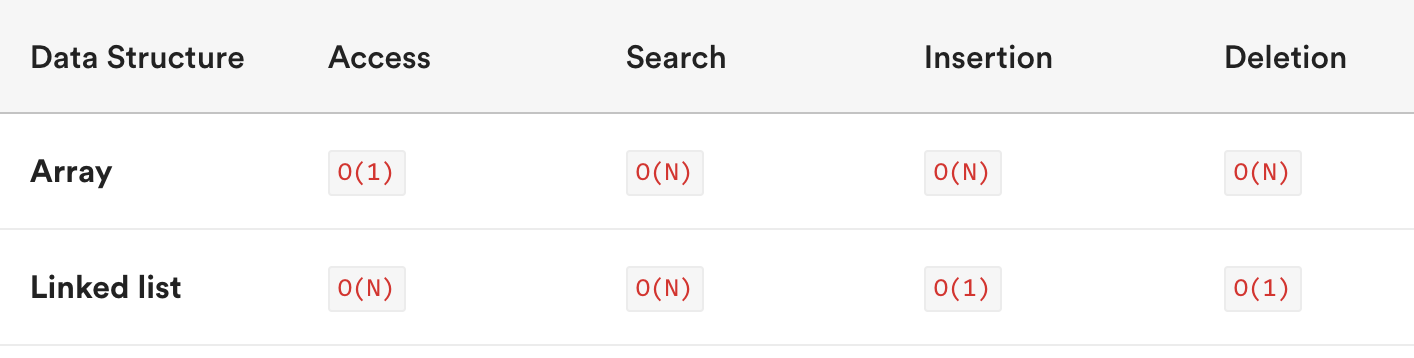 Data Structure Access Search Insertion Deletion
Array O(1) O(N) O(N) O(N)
Linked list O(N) O(N) O(1) O(1)